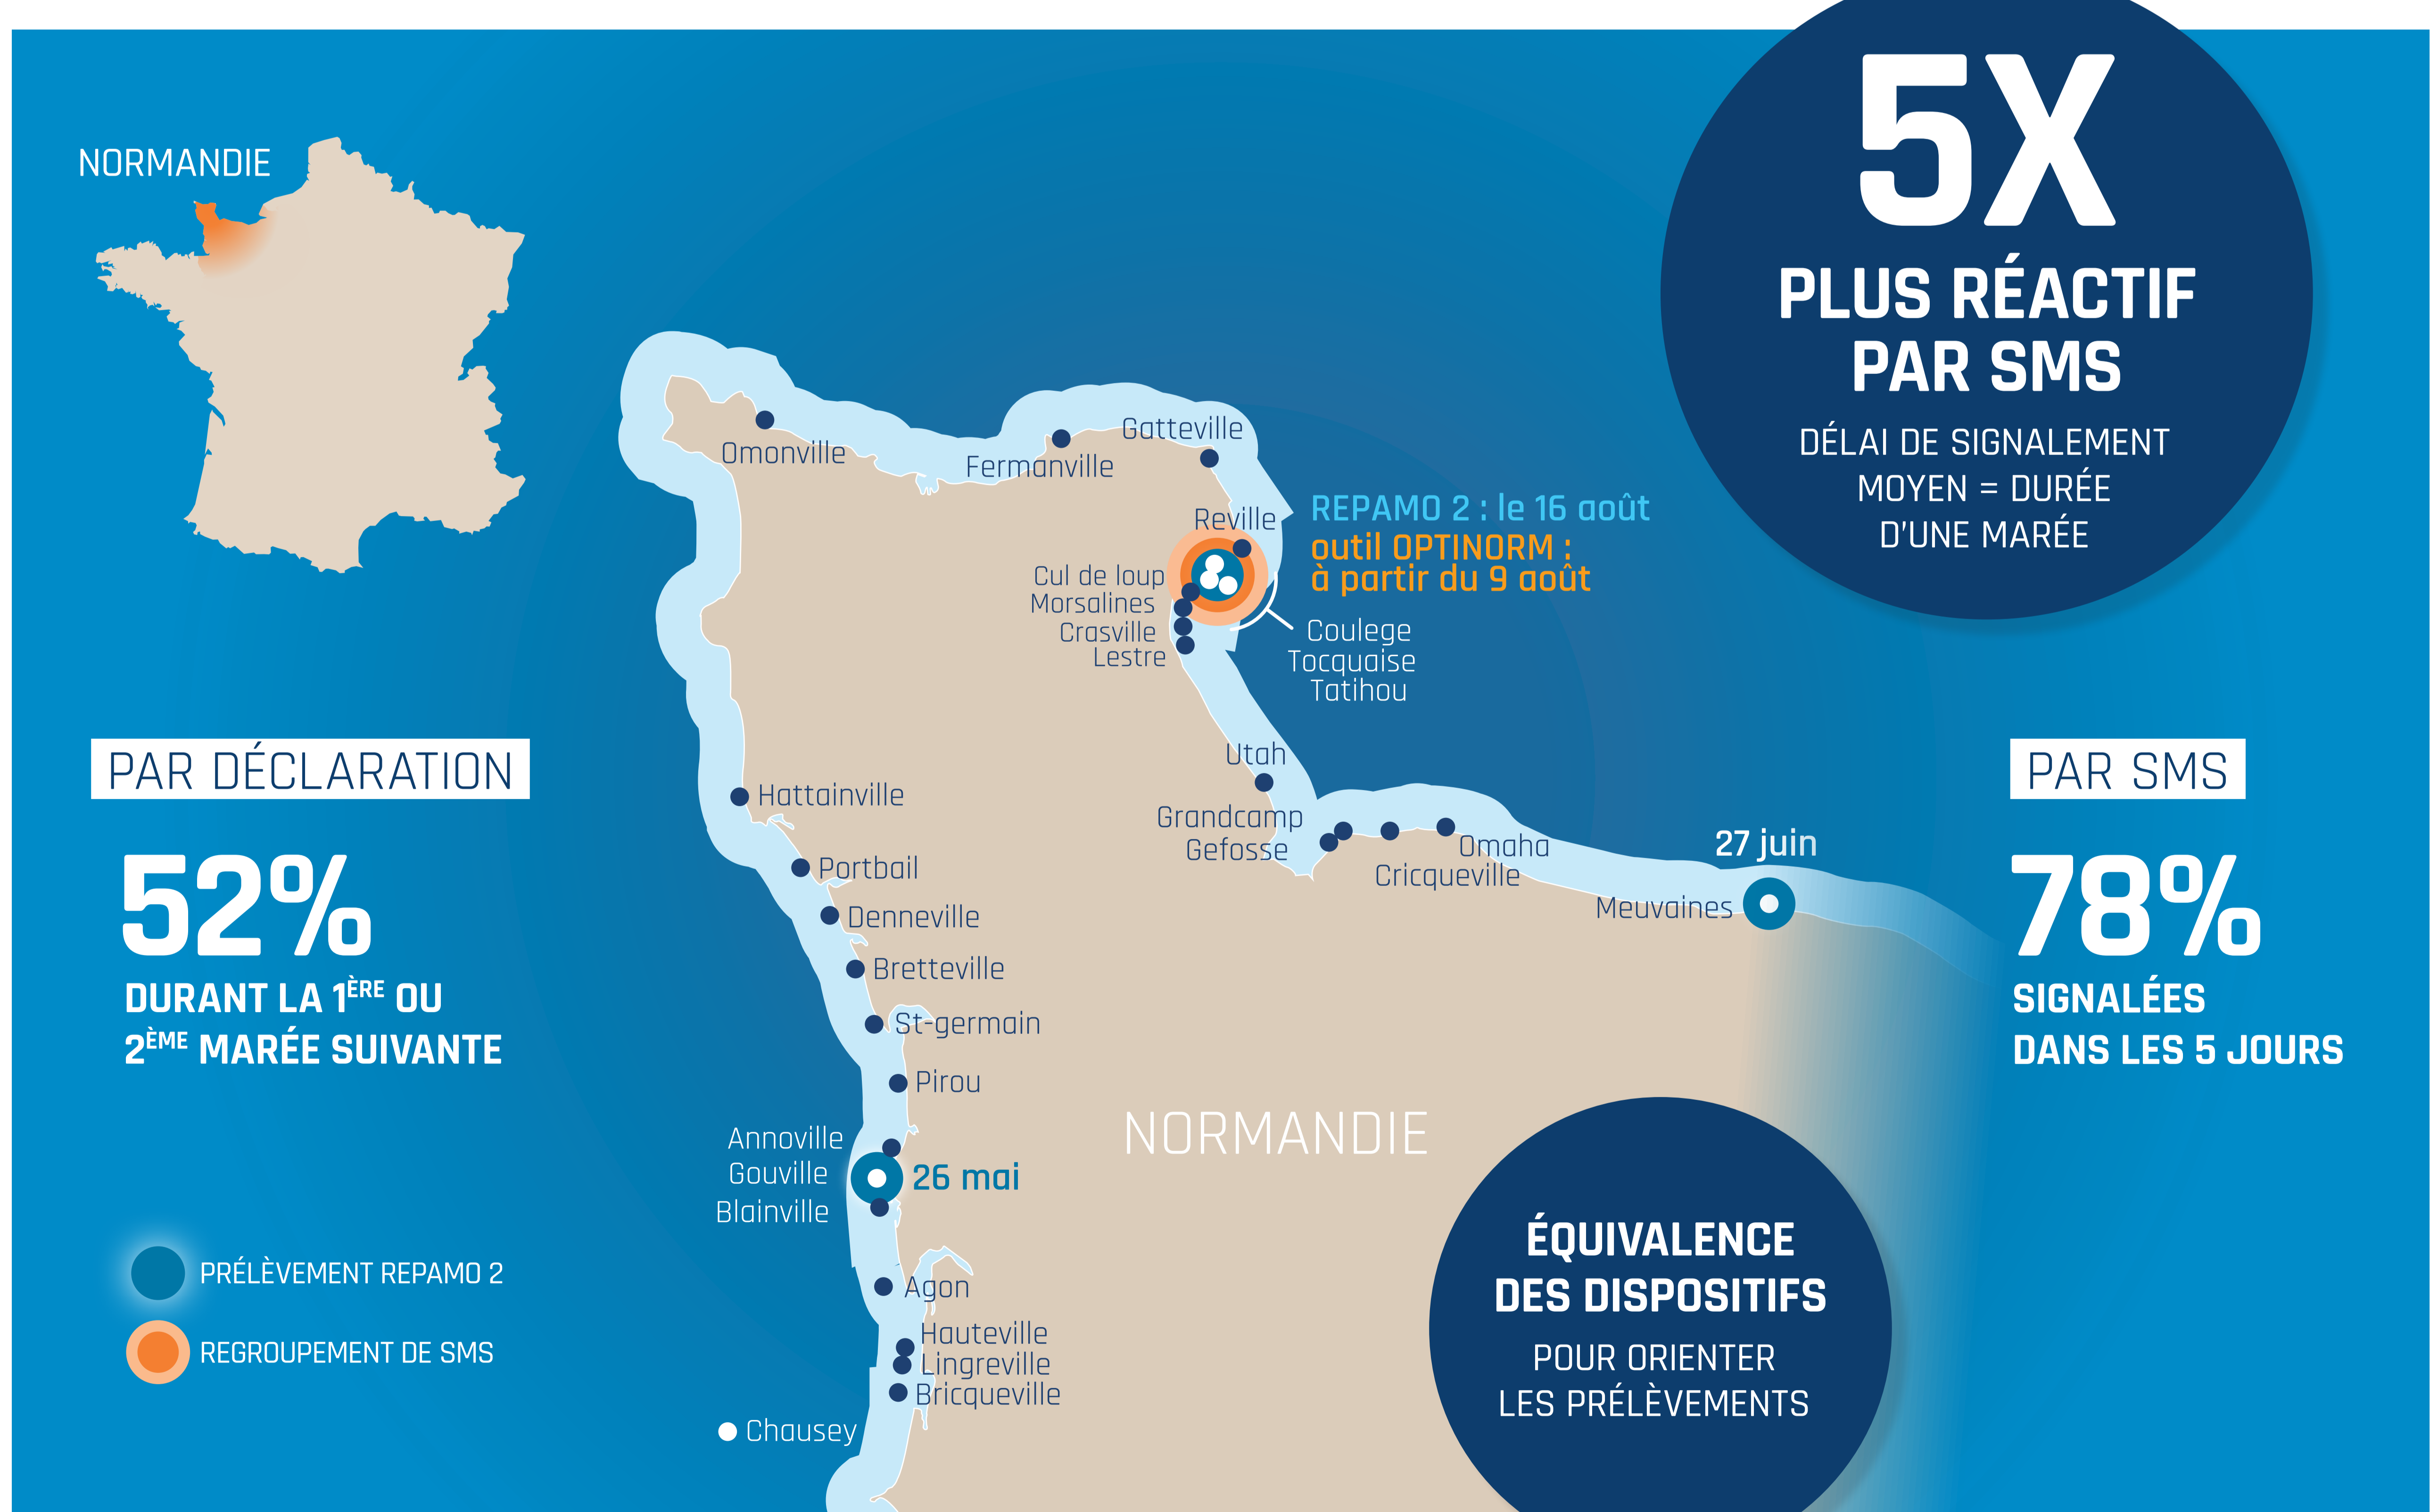 NORMANDIE
5X
PLUS RÉACTIF
PAR SMS
DÉLAI DE SIGNALEMENT
MOYEN = DURÉE
D'UNE MARÉE
Omonville
Fermanville
Gatteville
Reville
REPAMO 2 : le 16 août
outil OPTINORM :
à partir du 9 août
Cul de loup
Morsalines
Crasville
Lestre
Coulege
Tocquaise
Tatihou
PAR DÉCLARATION
52%
DURANT LA 1ÈRE OU
2ÈME MARÉE SUIVANTE
Utah
Grandcamp
Gefosse
Omaha
Cricqueville
27 juin
Meuvaines
PAR SMS
78%
SIGNALÉES
DANS LES 5 JOURS
Hattainville
Portbail
Denneville
Bretteville
St-germain
Pirou
Annoville
Gouville
26 mai
Blainville
Agon
Hauteville
Lingreville
Bricqueville
Chausey
NORMANDIE
PRÉLÈVEMENT REPAMO 2
REGROUPEMENT DE SMS
ÉQUIVALENCE
DES DISPOSITIFS
POUR ORIENTER
LES PRÉLÈVEMENTS